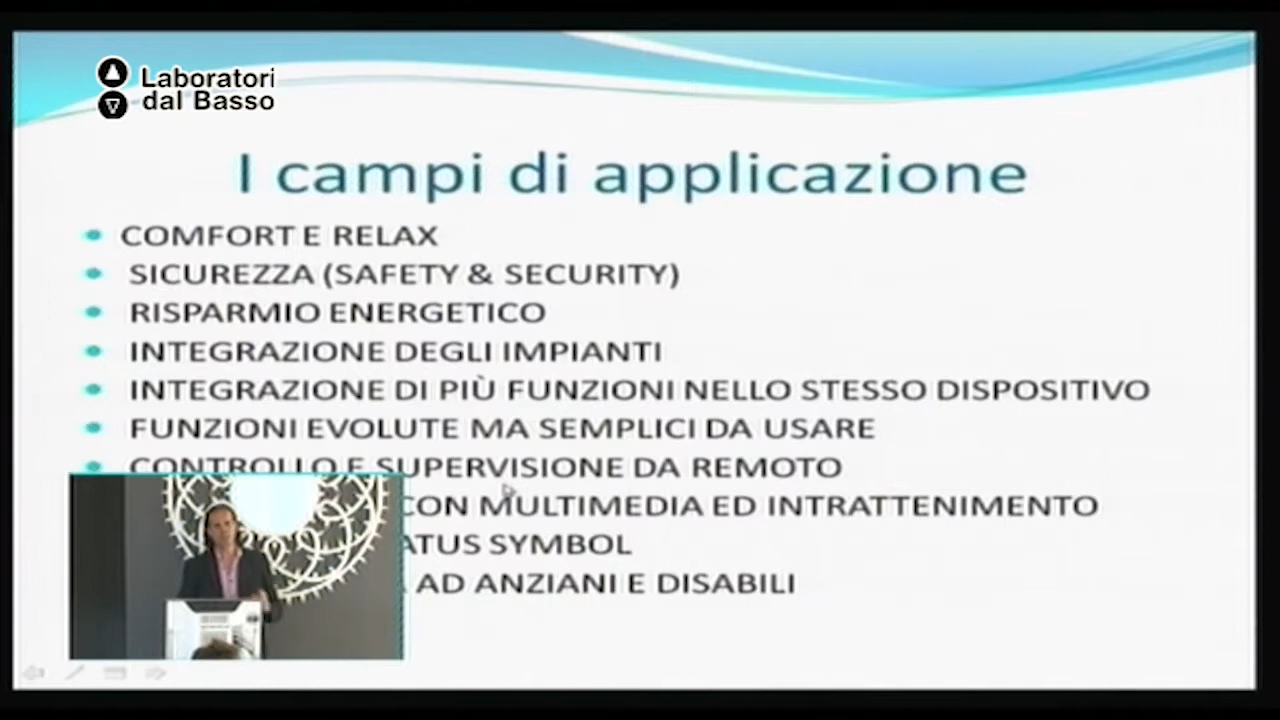 Laboratori
dal Basso
I campi di applicazione
COMFORT E RELAX
SICUREZZA (SAFETY & SECURITY)
RISPARMIO ENERGETICO
INTEGRAZIONE DEGLI IMPIANTI
INTEGRAZIONE DI PIÙ FUNZIONI NELLO STESSO DISPOSITIVO
FUNZIONI EVOLUTE MA SEMPLICI DA USARE
CONTROLLO E SUPERVISIONE DA REMOTO
CON MULTIMEDIA ED INTRATTENIMENTO
SYMBOL
AD ANZIANI E DISABILI